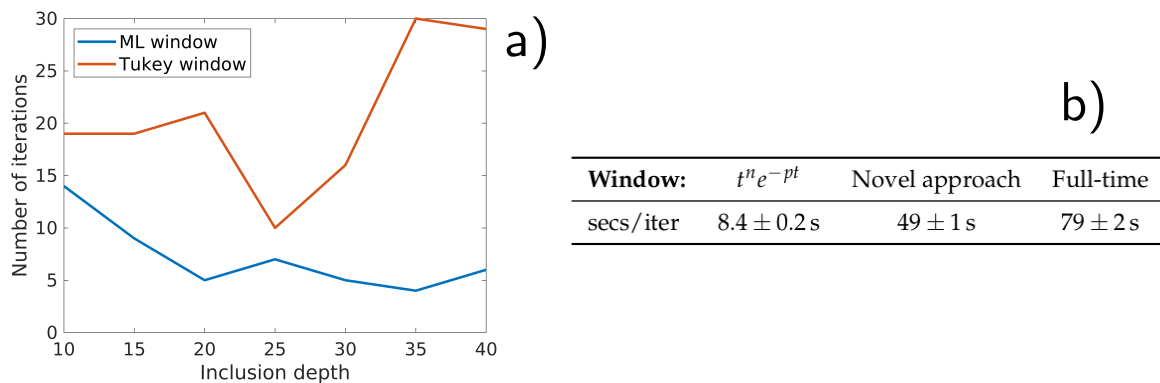 a)
30
25
20
15
10
5
0
Number of iterations
ML window
Tukey window
10 15 20 25 30 35 40
Inclusion depth
b)
Window: tⁿe⁻ᵖᵗ Novel approach Full-time
secs/iter 8.4 ± 0.2 s 49 ± 1 s 79 ± 2 s